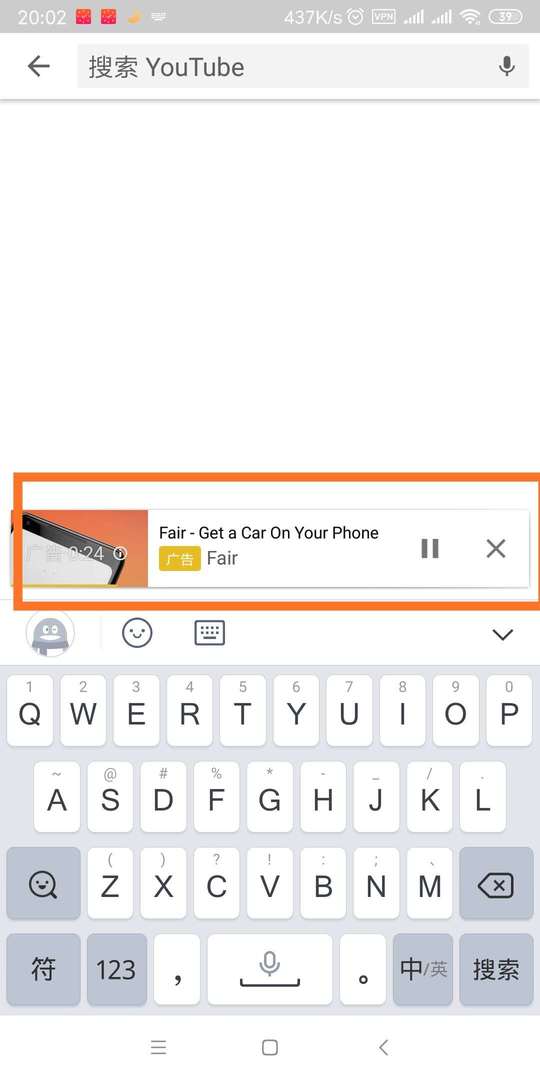 20:02
437K/s VPN 39
搜索 YouTube
广告 0:24
Fair - Get a Car On Your Phone
广告 Fair
1 2 3 4 5 6 7 8 9 0
Q W E R T Y U I O P
~ @ # % * - _ / .
A S D F G H J K L
( ) ? ! : ; 、
Z X C V B N M
符 123 , 。 中/英 搜索